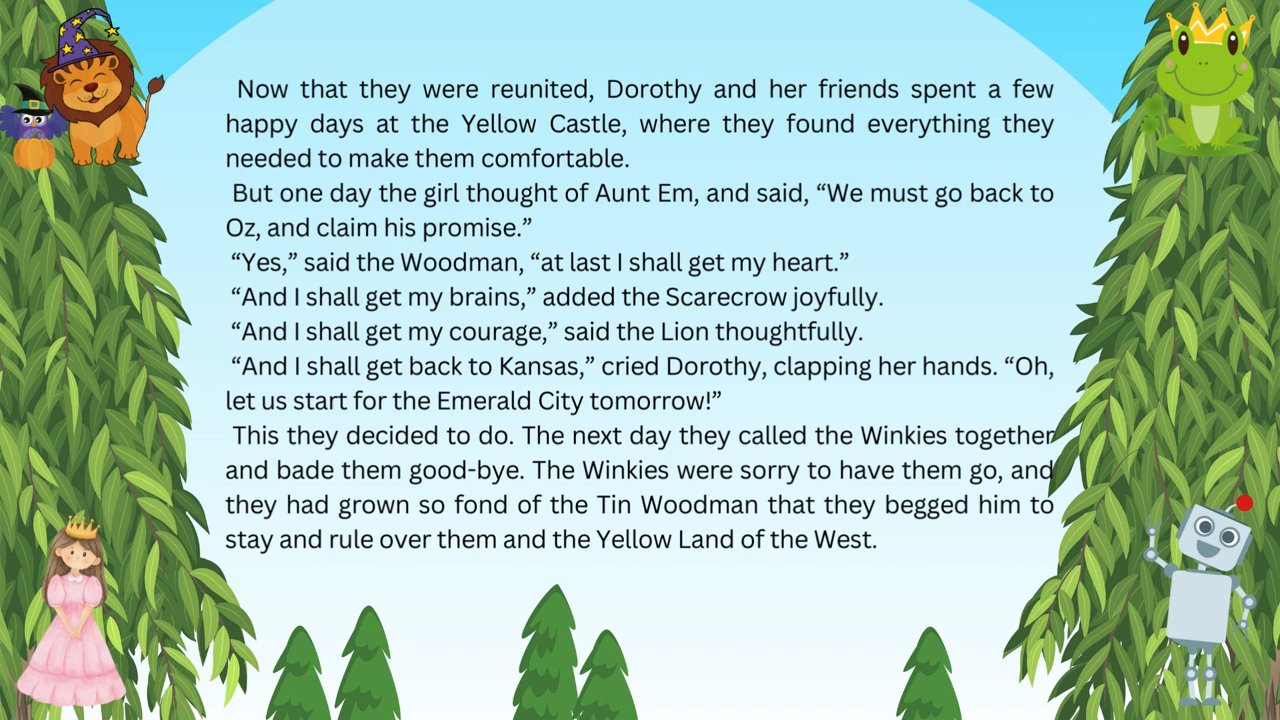 Now that they were reunited, Dorothy and her friends spent a few
happy days at the Yellow Castle, where they found everything they
needed to make them comfortable.
But one day the girl thought of Aunt Em, and said, “We must go back to
Oz, and claim his promise.”
“Yes,” said the Woodman, “at last I shall get my heart.”
“And I shall get my brains,” added the Scarecrow joyfully.
“And I shall get my courage,” said the Lion thoughtfully.
“And I shall get back to Kansas,” cried Dorothy, clapping her hands. “Oh,
let us start for the Emerald City tomorrow!”
This they decided to do. The next day they called the Winkies together
and bade them good-bye. The Winkies were sorry to have them go, and
they had grown so fond of the Tin Woodman that they begged him to
stay and rule over them and the Yellow Land of the West.